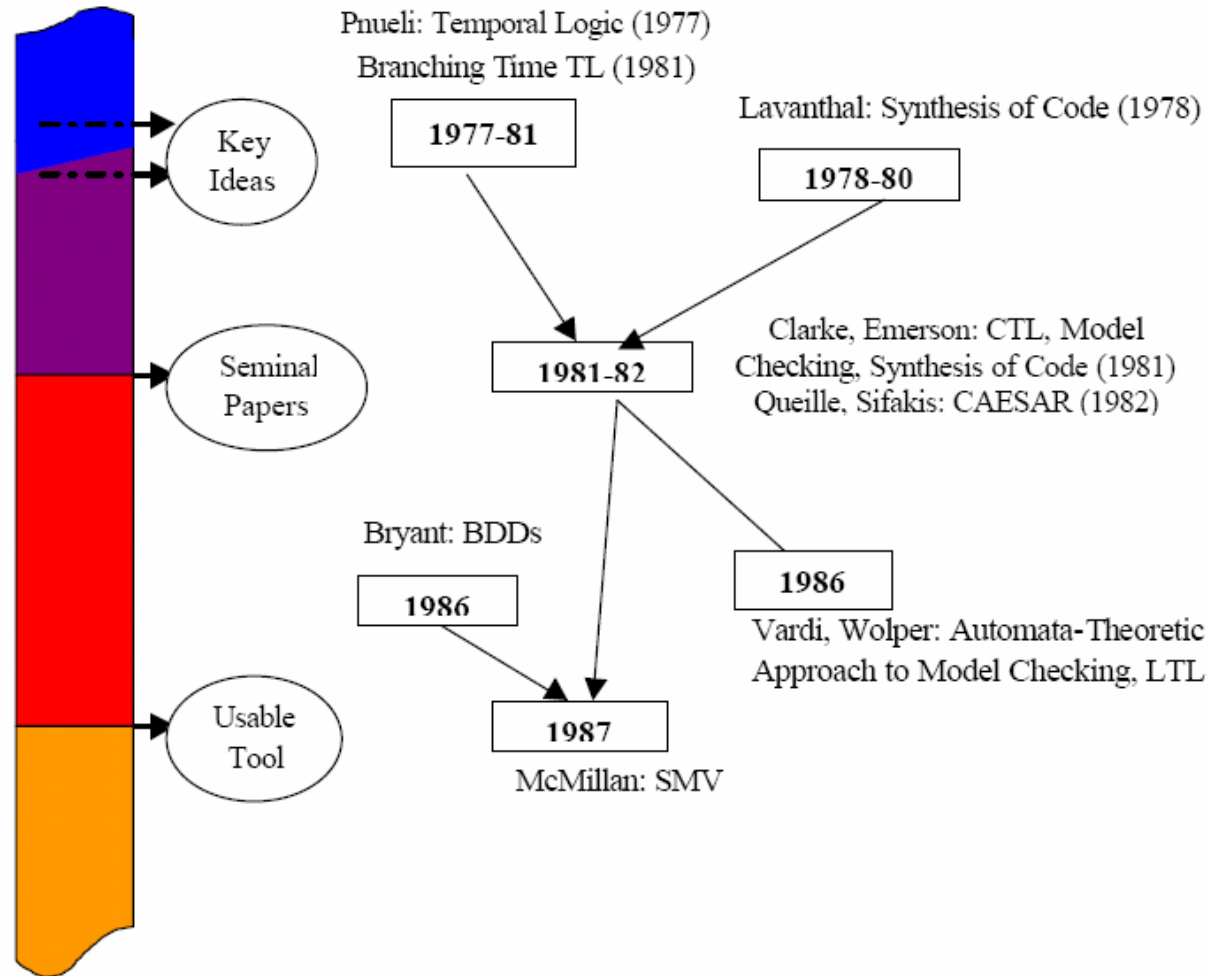 Pnueli: Temporal Logic (1977)
Branching Time TL (1981)
1977-81
Lavanthal: Synthesis of Code (1978)
1978-80
Key
Ideas
Seminal
Papers
1981-82
Clarke, Emerson: CTL, Model
Checking, Synthesis of Code (1981)
Queille, Sifakis: CAESAR (1982)
Bryant: BDDs
1986
1986
Vardi, Wolper: Automata-Theoretic
Approach to Model Checking, LTL
Usable
Tool
1987
McMillan: SMV